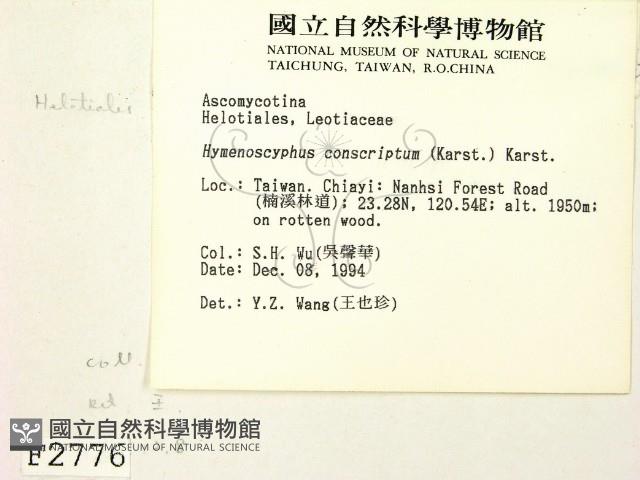 國立自然科學博物館
NATIONAL MUSEUM OF NATURAL SCIENCE
TAICHUNG, TAIWAN, R.O.CHINA
Helotiales
Ascomycotina
Helotiales, Leotiaceae
Hymenoscyphus conscriptum (Karst.) Karst.
Loc.: Taiwan. Chiayi: Nanhsi Forest Road
(楠溪林道); 23.28N, 120.54E; alt. 1950m;
on rotten wood.
Col.: S.H. Wu(吳聲華)
Date: Dec. 08, 1994
Det.: Y.Z. Wang(王也珍)
coll.
國立自然科學博物館
NATIONAL MUSEUM OF NATURAL SCIENCE
F2776